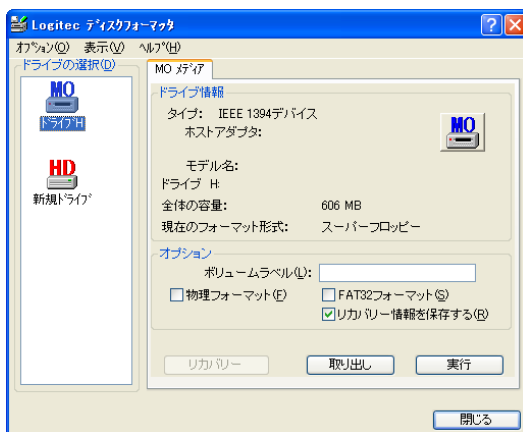 Logitec ディスクフォーマッタ
オプション(O) 表示(V) ヘルプ(H)
ドライブの選択(D)
MO
ドライブH
HD
新規ドライブ
MO メディア
ドライブ情報
タイプ: IEEE 1394デバイス
ホストアダプタ:
MO
モデル名:
ドライブ H:
全体の容量: 606 MB
現在のフォーマット形式: スーパーフロッピー
オプション
ボリュームラベル(L):
物理フォーマット(F) FAT32フォーマット(S)
リカバリー情報を保存する(R)
リカバリー 取り出し 実行
閉じる